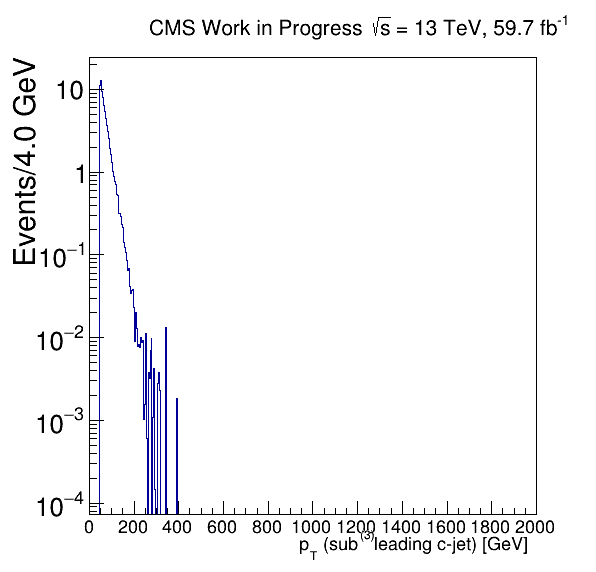 CMS Work in Progress √s = 13 TeV, 59.7 fb⁻¹
Events/4.0 GeV
10
1
10⁻¹
10⁻²
10⁻³
10⁻⁴
0 200 400 600 800 1000 1200 1400 1600 1800 2000
p_T (sub⁽³⁾leading c-jet) [GeV]